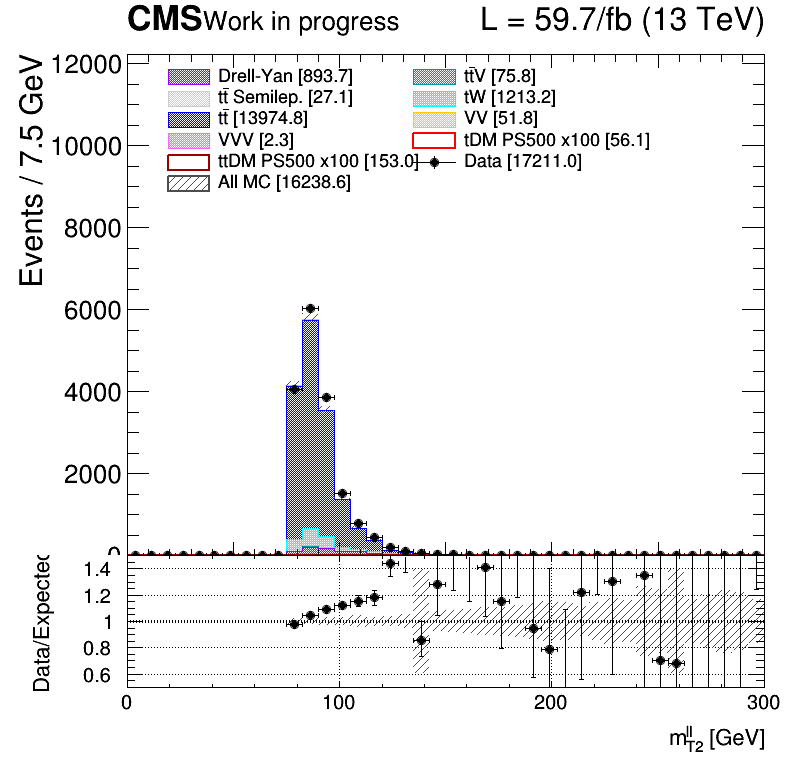 CMS Work in progress L = 59.7/fb (13 TeV)
Events / 7.5 GeV
12000
10000
8000
6000
4000
2000
0
Drell-Yan [893.7]
tt̄V [75.8]
tt̄ Semilep. [27.1]
tW [1213.2]
tt̄ [13974.8]
VV [51.8]
VVV [2.3]
tDM PS500 x100 [56.1]
ttDM PS500 x100 [153.0]
Data [17211.0]
All MC [16238.6]
Data/Expected
1.4
1.2
1
0.8
0.6
0 100 200 300
m_T2^ll [GeV]